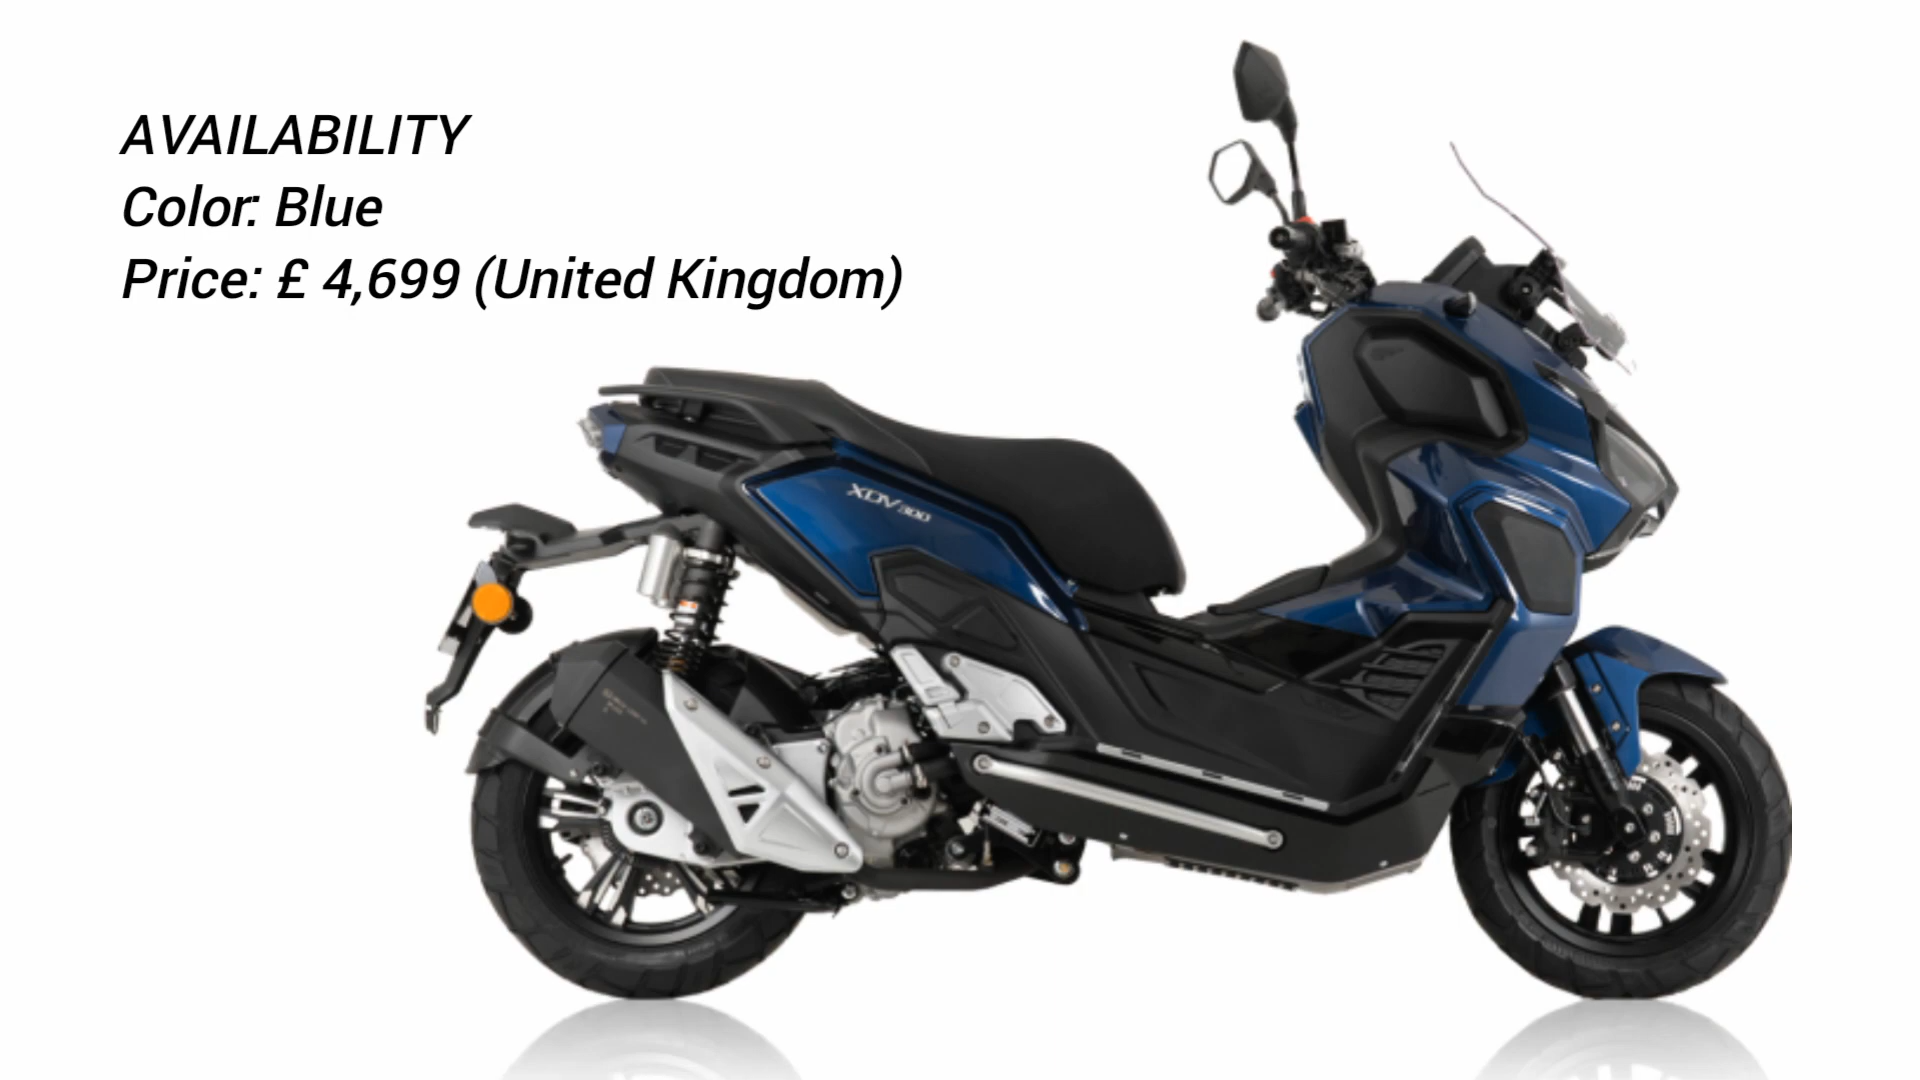 AVAILABILITY
Color: Blue
Price: £ 4,699 (United Kingdom)
XDV 300